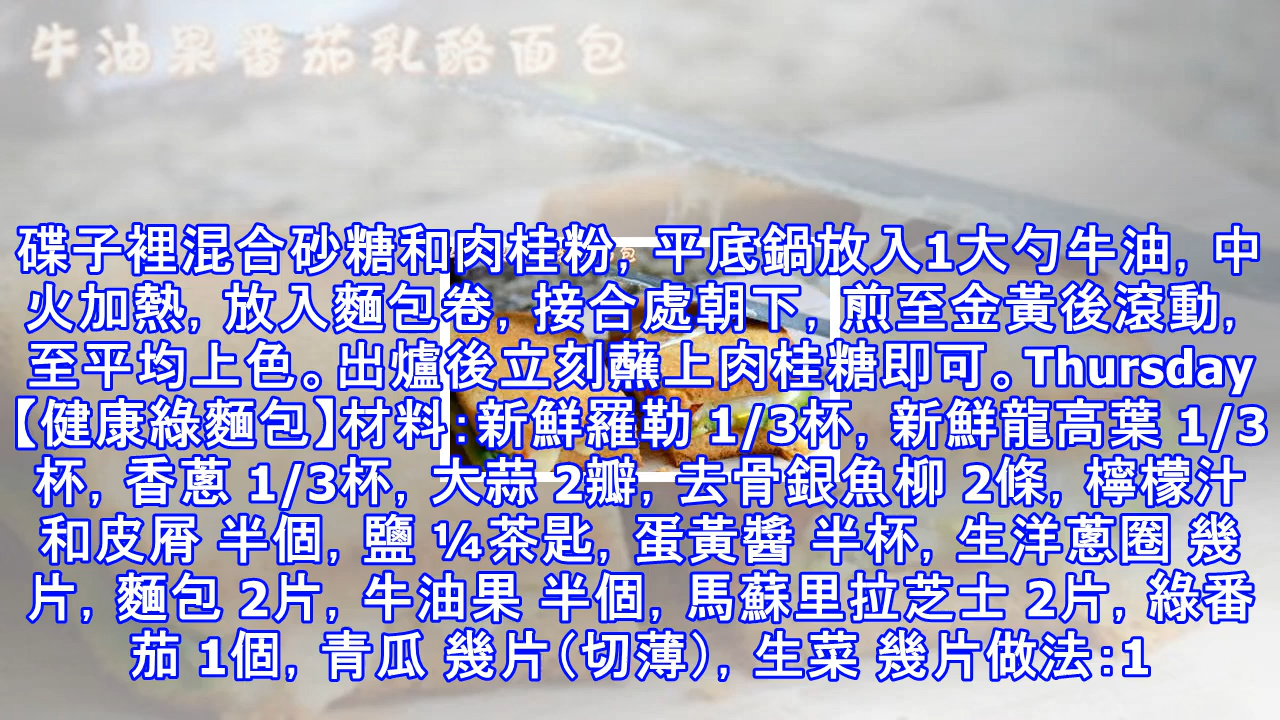 牛油果番茄乳酪面包
碟子裡混合砂糖和肉桂粉, 平底鍋放入1大勺牛油, 中
火加熱, 放入麵包卷, 接合處朝下, 煎至金黃後滾動,
至平均上色。出爐後立刻蘸上肉桂糖即可。Thursday
【健康綠麵包】材料:新鮮羅勒 1/3杯, 新鮮龍高葉 1/3
杯, 香蔥 1/3杯, 大蒜 2瓣, 去骨銀魚柳 2條, 檸檬汁
和皮屑 半個, 鹽 ¼茶匙, 蛋黃醬 半杯, 生洋蔥圈 幾
片, 麵包 2片, 牛油果 半個, 馬蘇里拉芝士 2片, 綠番
茄 1個, 青瓜 幾片(切薄), 生菜 幾片做法:1